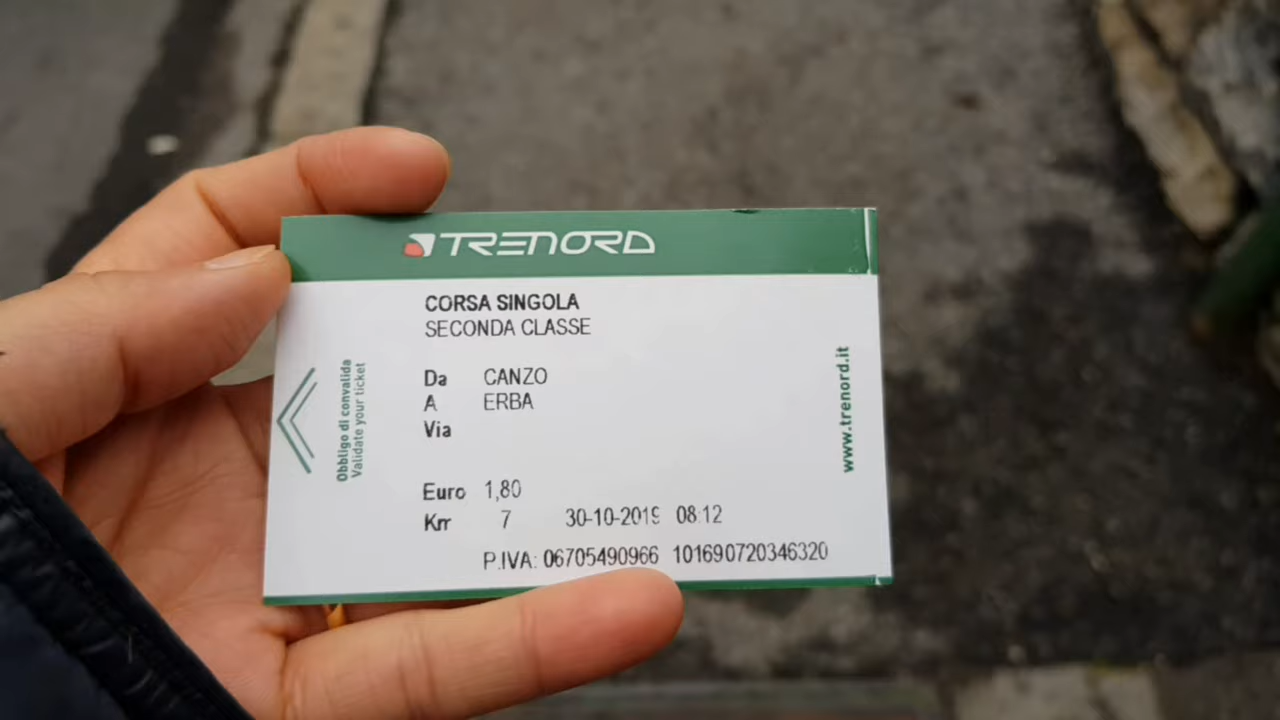 TRENORD
CORSA SINGOLA
SECONDA CLASSE
Da CANZO
A ERBA
Via
Euro 1,80
Km 7 30-10-2019 08:12
P.IVA: 06705490966 101690720346320
Obbligo di convalida
Validate your ticket
www.trenord.it